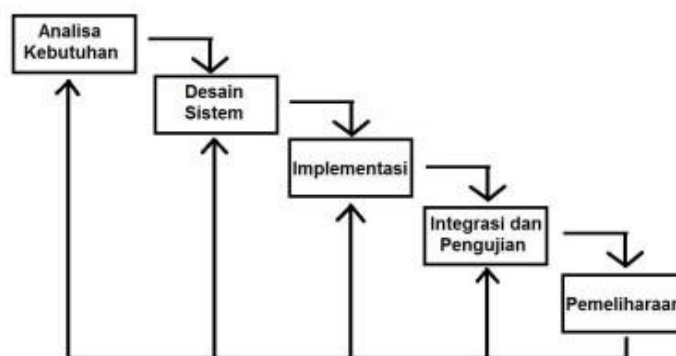 Analisa
Kebutuhan
Desain
Sistem
Implementasi
Integrasi dan
Pengujian
Pemeliharaan